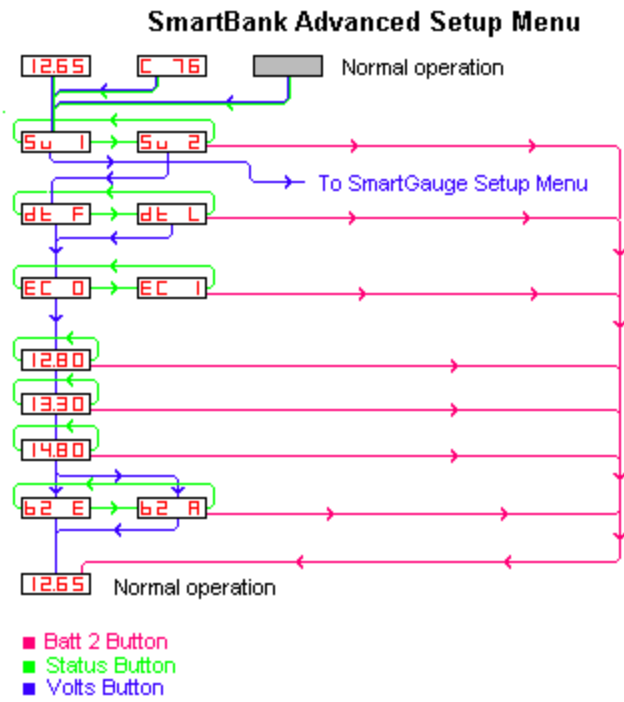 SmartBank Advanced Setup Menu
12.65 C 76 Normal operation
Su 1 Su 2
To SmartGauge Setup Menu
dt F dt L
EC 0 EC 1
12.80
13.30
14.80
b2 E b2 A
12.65 Normal operation
Batt 2 Button
Status Button
Volts Button